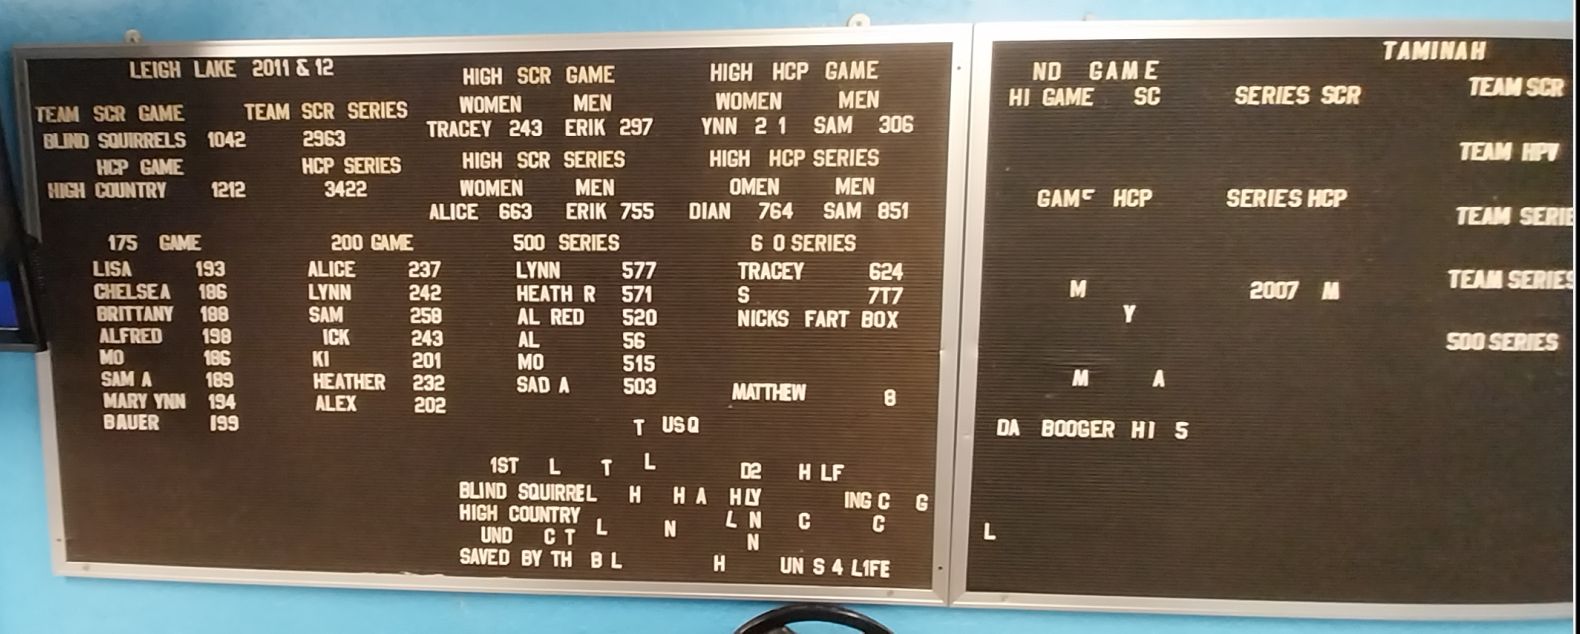 LEIGH LAKE 2011 & 12
TEAM SCR GAME TEAM SCR SERIES
BLIND SQUIRRELS 1042 2963
HCP GAME HCP SERIES
HIGH COUNTRY 1212 3422
HIGH SCR GAME
WOMEN MEN
TRACEY 243 ERIK 297
HIGH SCR SERIES
WOMEN MEN
ALICE 663 ERIK 755
HIGH HCP GAME
WOMEN MEN
YNN 2 1 SAM 306
HIGH HCP SERIES
OMEN MEN
DIAN 764 SAM 851
175 GAME
LISA 193
CHELSEA 186
BRITTANY 188
ALFRED 198
MO 186
SAM A 189
MARY YNN 194
BAUER 199
200 GAME
ALICE 237
LYNN 242
SAM 258
ICK 243
KI 201
HEATHER 232
ALEX 202
500 SERIES
LYNN 577
HEATH R 571
AL RED 520
AL 56
MO 515
SAD A 503
6 0 SERIES
TRACEY 624
S 7T7
NICKS FART BOX
MATTHEW 8
T USQ
1ST L T L D2 H LF
BLIND SQUIRREL H H A HLY ING C G
HIGH COUNTRY L N L N C C
UND C T N
SAVED BY TH B L H UN S 4 L1FE
TAMINAH
ND GAME
HI GAME SC SERIES SCR TEAM SCR
TEAM HPV
GAME HCP SERIES HCP
TEAM SERIE
TEAM SERIES
M 2007 M
Y
500 SERIES
M A
DA BOOGER HI 5
L